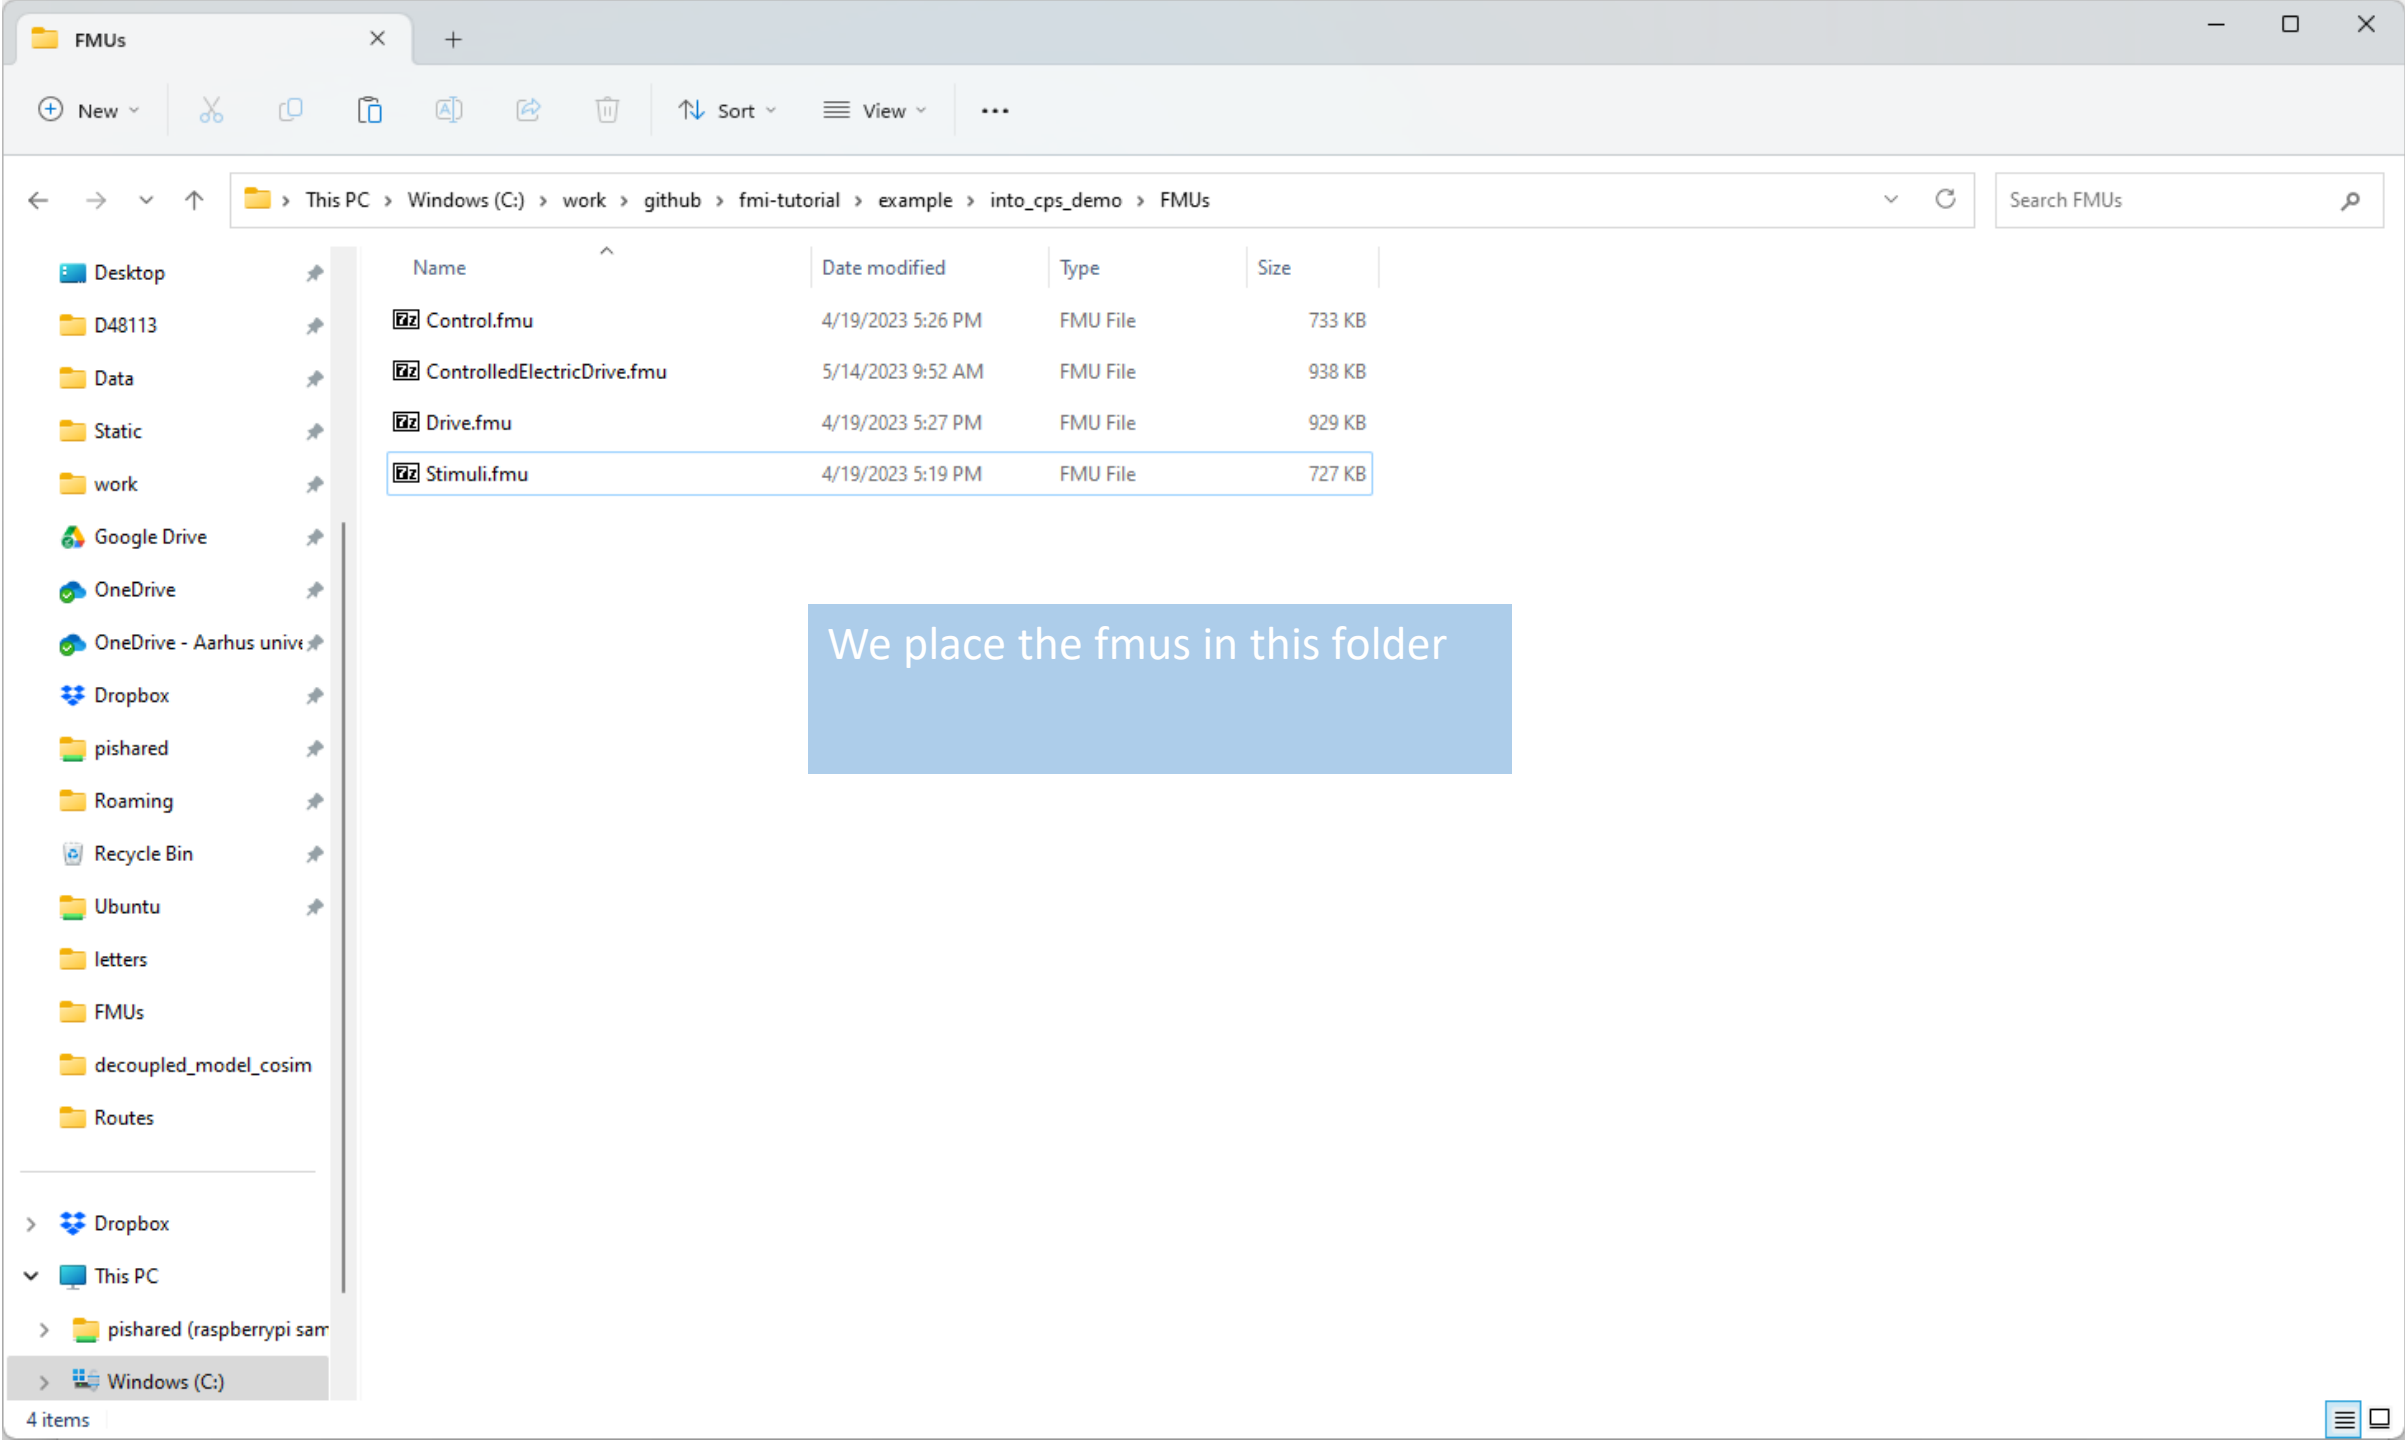 FMUs
New
Sort
View
This PC > Windows (C:) > work > github > fmi-tutorial > example > into_cps_demo > FMUs
Search FMUs
Name Date modified Type Size
Control.fmu 4/19/2023 5:26 PM FMU File 733 KB
ControlledElectricDrive.fmu 5/14/2023 9:52 AM FMU File 938 KB
Drive.fmu 4/19/2023 5:27 PM FMU File 929 KB
Stimuli.fmu 4/19/2023 5:19 PM FMU File 727 KB
We place the fmus in this folder
Desktop
D48113
Data
Static
work
Google Drive
OneDrive
OneDrive - Aarhus unive
Dropbox
pishared
Roaming
Recycle Bin
Ubuntu
letters
FMUs
decoupled_model_cosim
Routes
Dropbox
This PC
pishared (raspberrypi sam
Windows (C:)
4 items